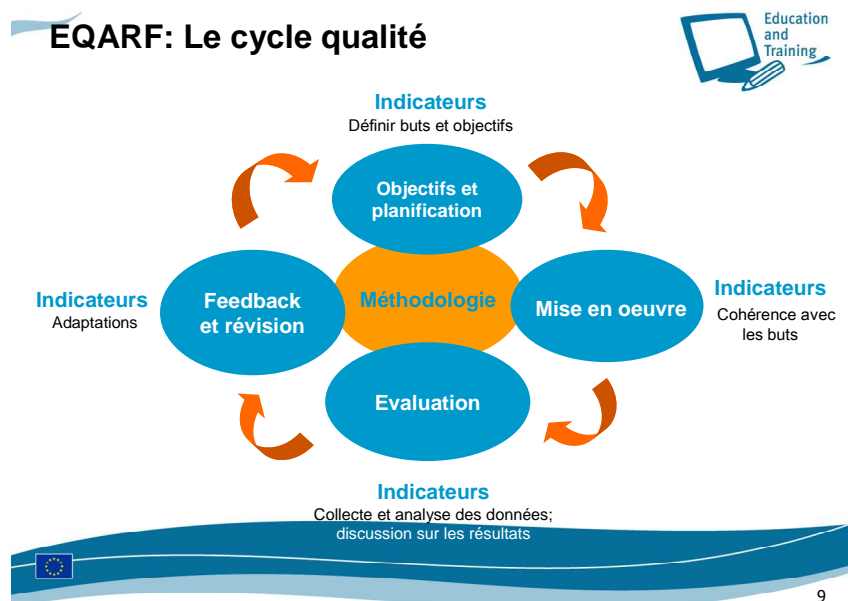 EQARF: Le cycle qualité
Education
and
Training
Indicateurs
Définir buts et objectifs
Objectifs et
planification
Indicateurs
Adaptations
Feedback
et révision
Méthodologie
Mise en oeuvre
Indicateurs
Cohérence avec
les buts
Evaluation
Indicateurs
Collecte et analyse des données;
discussion sur les résultats
9